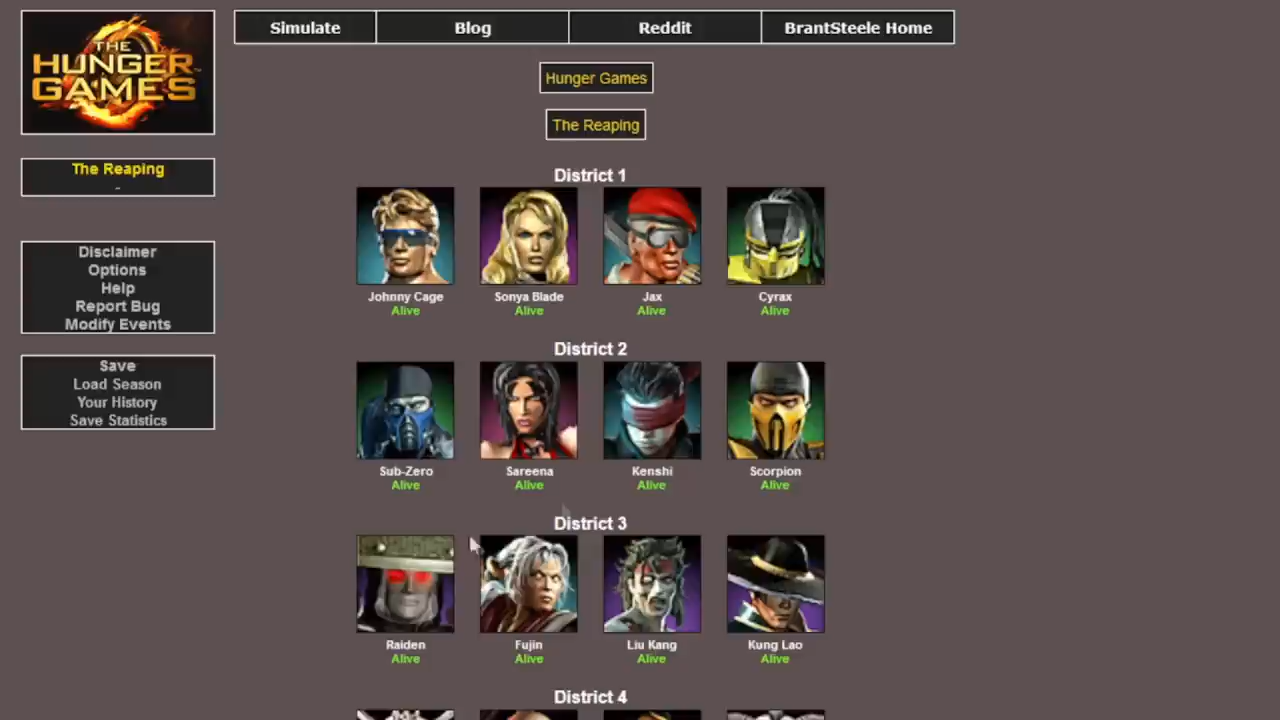 THE
HUNGER
GAMES
Simulate
Blog
Reddit
BrantSteele Home
Hunger Games
The Reaping
The Reaping
-
Disclaimer
Options
Help
Report Bug
Modify Events
Save
Load Season
Your History
Save Statistics
District 1
Johnny Cage
Alive
Sonya Blade
Alive
Jax
Alive
Cyrax
Alive
District 2
Sub-Zero
Alive
Sareena
Alive
Kenshi
Alive
Scorpion
Alive
District 3
Raiden
Alive
Fujin
Alive
Liu Kang
Alive
Kung Lao
Alive
District 4